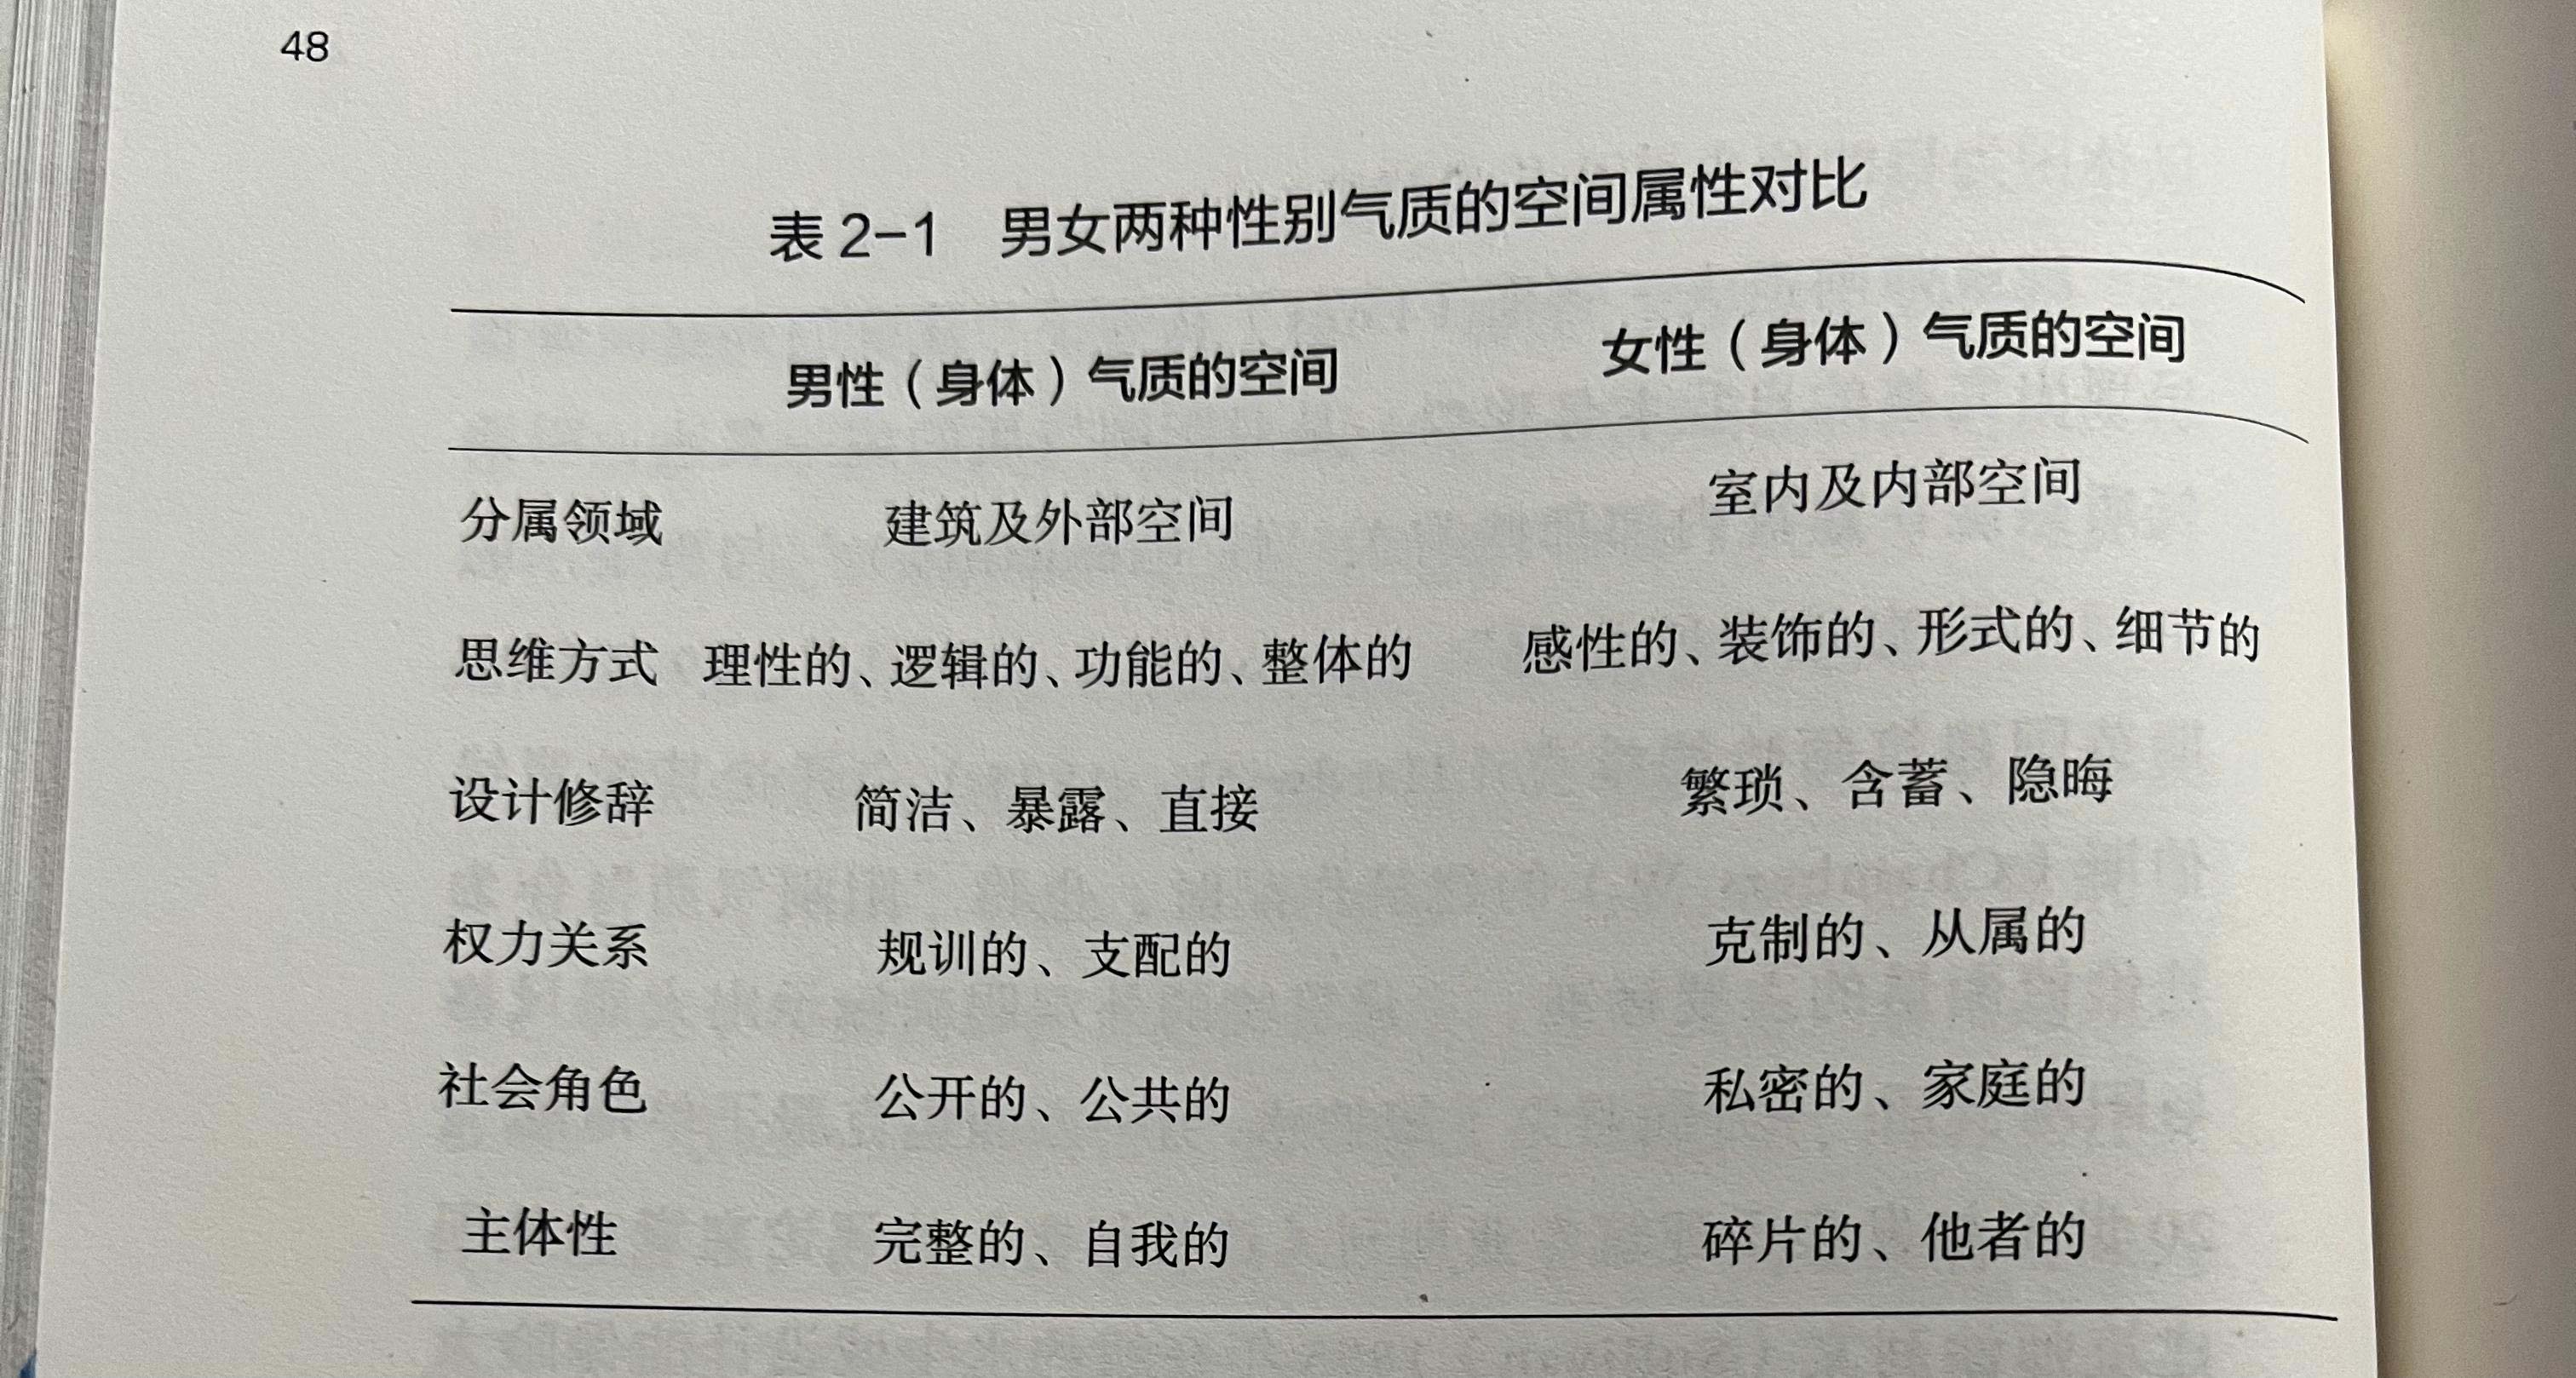 48
表 2-1 男女两种性别气质的空间属性对比
男性（身体）气质的空间 女性（身体）气质的空间
分属领域 建筑及外部空间 室内及内部空间
思维方式 理性的、逻辑的、功能的、整体的 感性的、装饰的、形式的、细节的
设计修辞 简洁、暴露、直接 繁琐、含蓄、隐晦
权力关系 规训的、支配的 克制的、从属的
社会角色 公开的、公共的 私密的、家庭的
主体性 完整的、自我的 碎片的、他者的